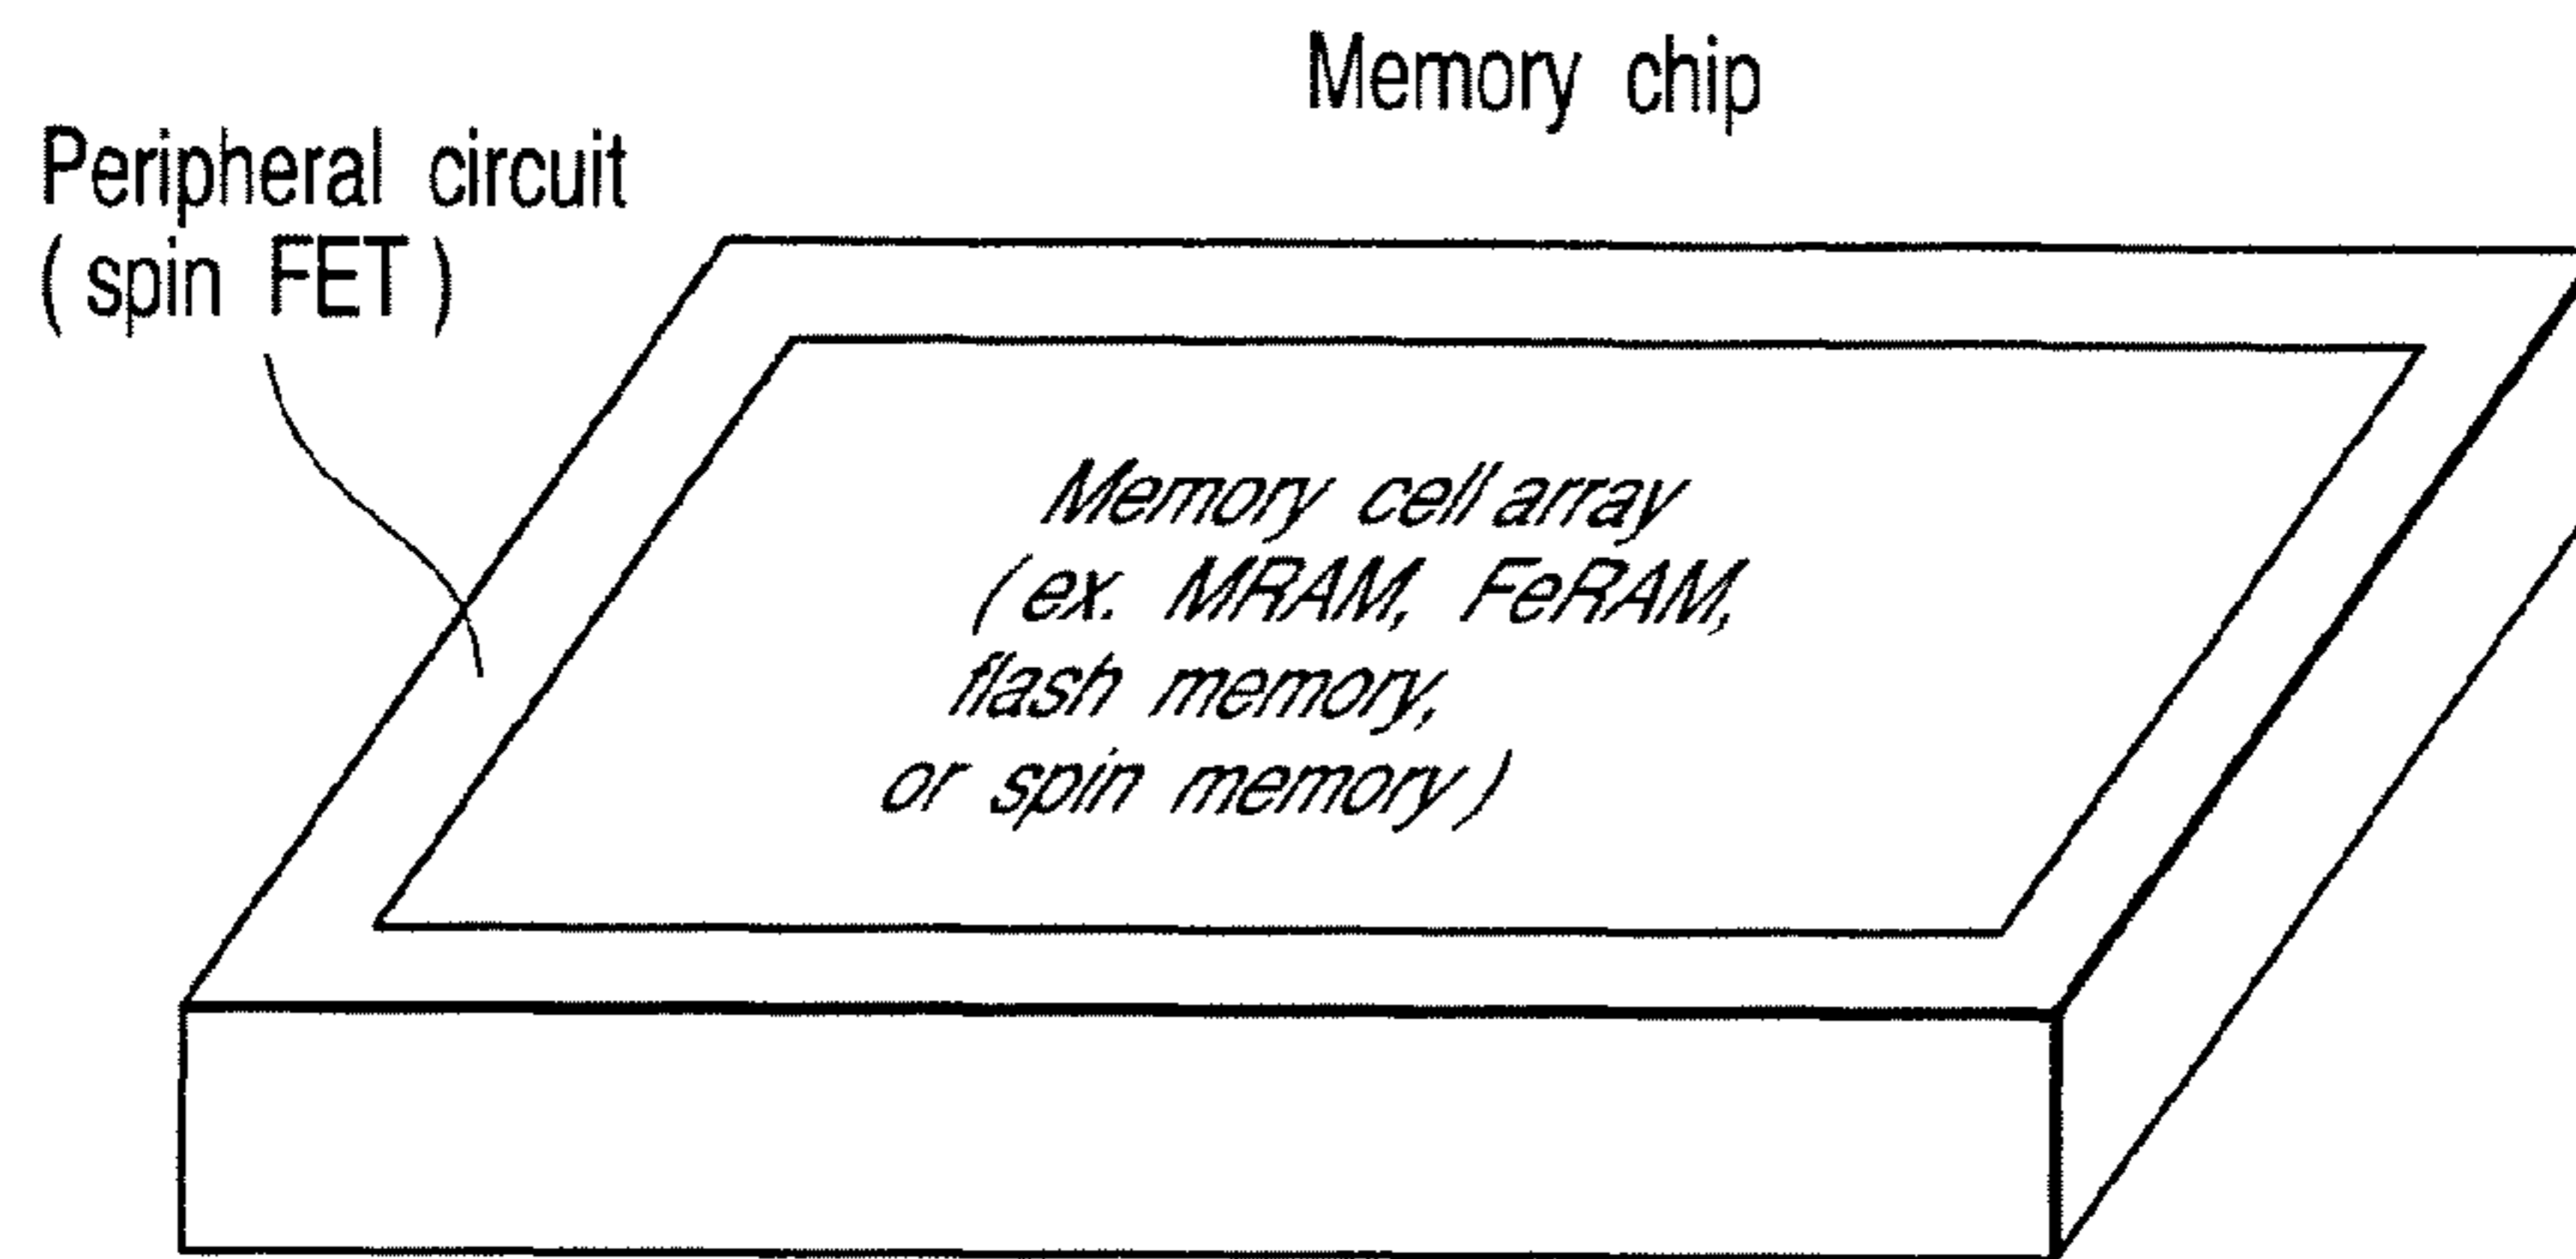 Memory chip
Peripheral circuit
( spin FET )
Memory cell array
( ex. MRAM, FeRAM,
flash memory,
or spin memory )